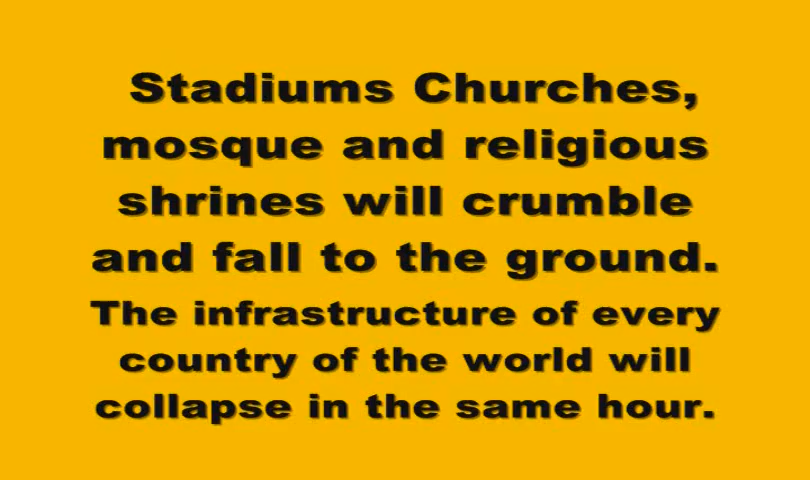 Stadiums Churches,
mosque and religious
shrines will crumble
and fall to the ground.
The infrastructure of every
country of the world will
collapse in the same hour.